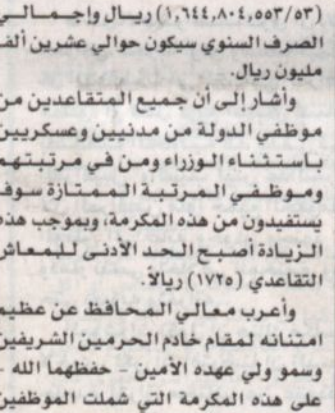 (١,٦٤٤,٨٠٤,٥٥٣/٥٣) ريال وإجمالي
الصرف السنوي سيكون حوالي عشرين ألف
مليون ريال.
وأشار إلى أن جميع المتقاعدين من
موظفي الدولة من مدنيين وعسكريين
باستثناء الوزراء ومن في مرتبتهم
وموظفي المرتبة الممتازة سوف
يستفيدون من هذه المكرمة، وبموجب هذه
الزيادة أصبح الحد الأدنى للمعاش
التقاعدي (١٧٢٥) ريالاً.
وأعرب معالي المحافظ عن عظيم
امتنانه لمقام خادم الحرمين الشريفين
وسمو ولي عهده الأمين - حفظهما الله -
على هذه المكرمة التي شملت الموظفين